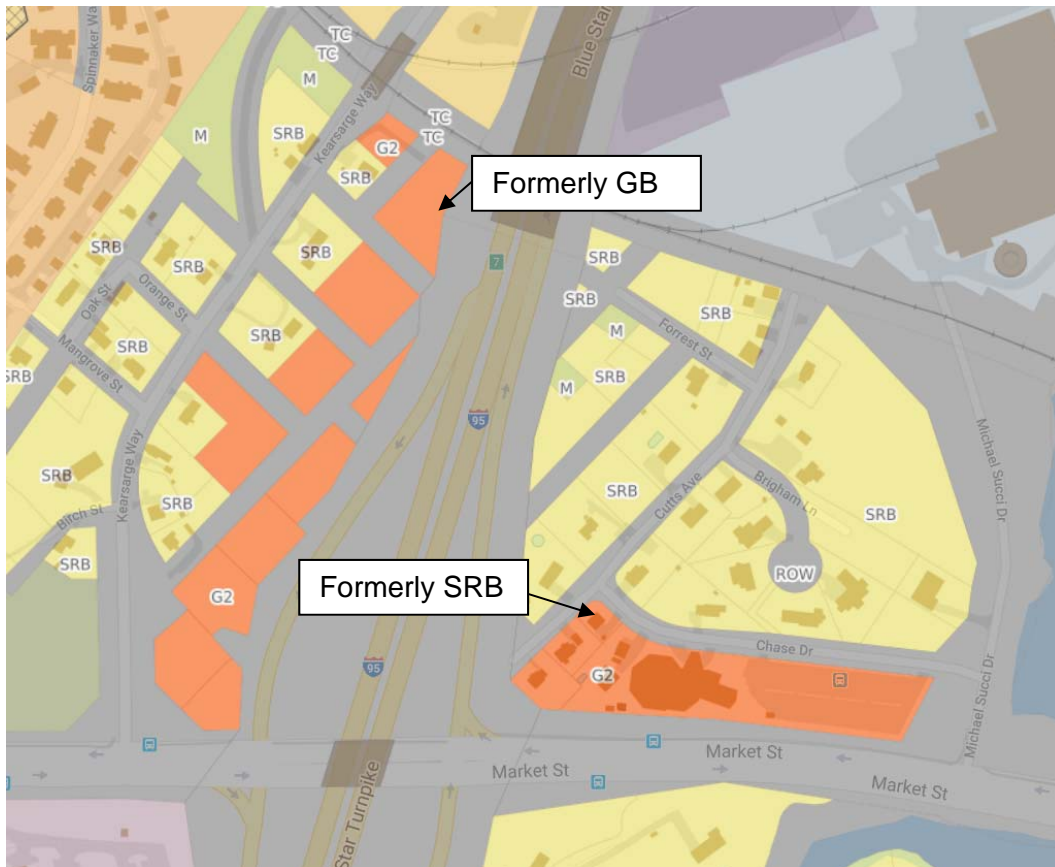 Spinnaker Wa
TC
TC
M
Blue Star
Kearsarge Way
SRB
M
TC
TC
G2
SRB
Formerly GB
SRB
SRB
SRB
7
SRB
Oak St
Orange St
SRB
SRB
Forrest St
SRB
M
SRB
Mangrove St
SRB
SRB
M
95
Michael Succi Dr
Kearsarge Way
SRB
SRB
Cutts Ave
Brigham Ln
SRB
SRB
Birch St
SRB
ROW
Formerly SRB
G2
Chase Dr
G2
95
Michael Succi Dr
Market St
Market St
Market St
Star Turnpike